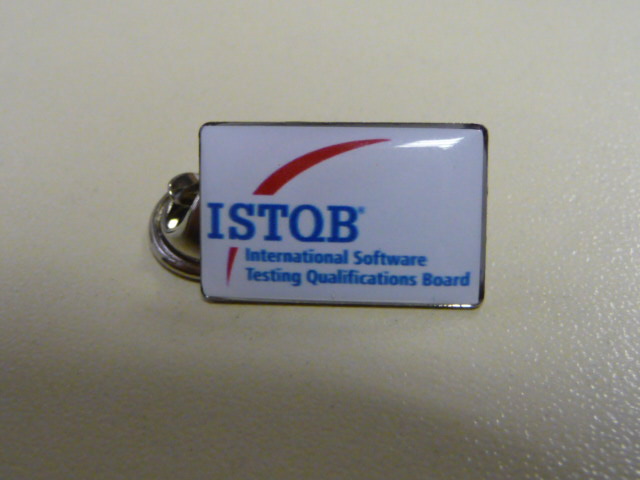 ISTQB®
International Software
Testing Qualifications Board